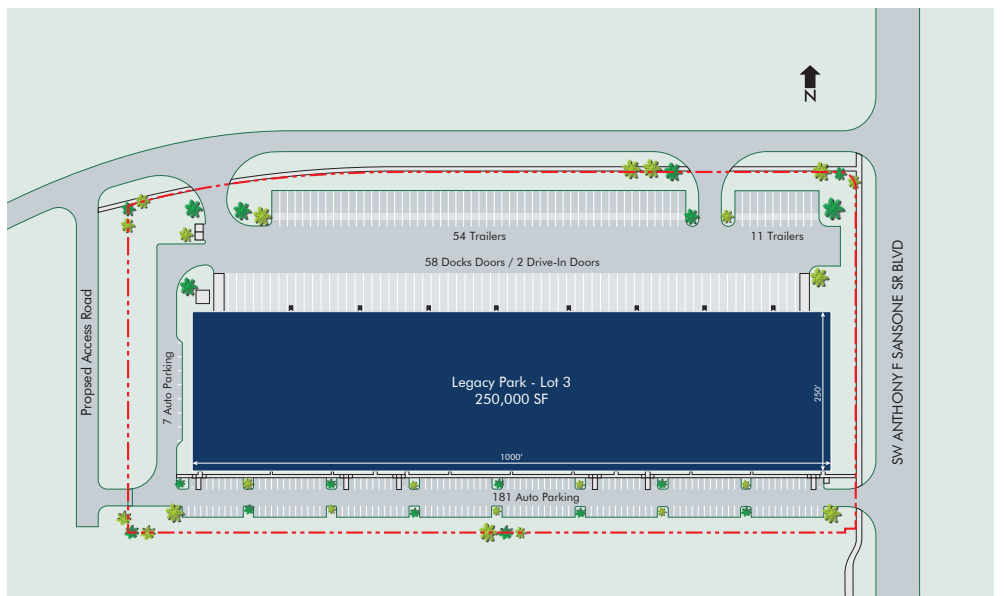 N
54 Trailers
11 Trailers
58 Docks Doors / 2 Drive-In Doors
Propsed Access Road
7 Auto Parking
Legacy Park - Lot 3
250,000 SF
250'
1000'
181 Auto Parking
SW ANTHONY F SANSONE SR BLVD